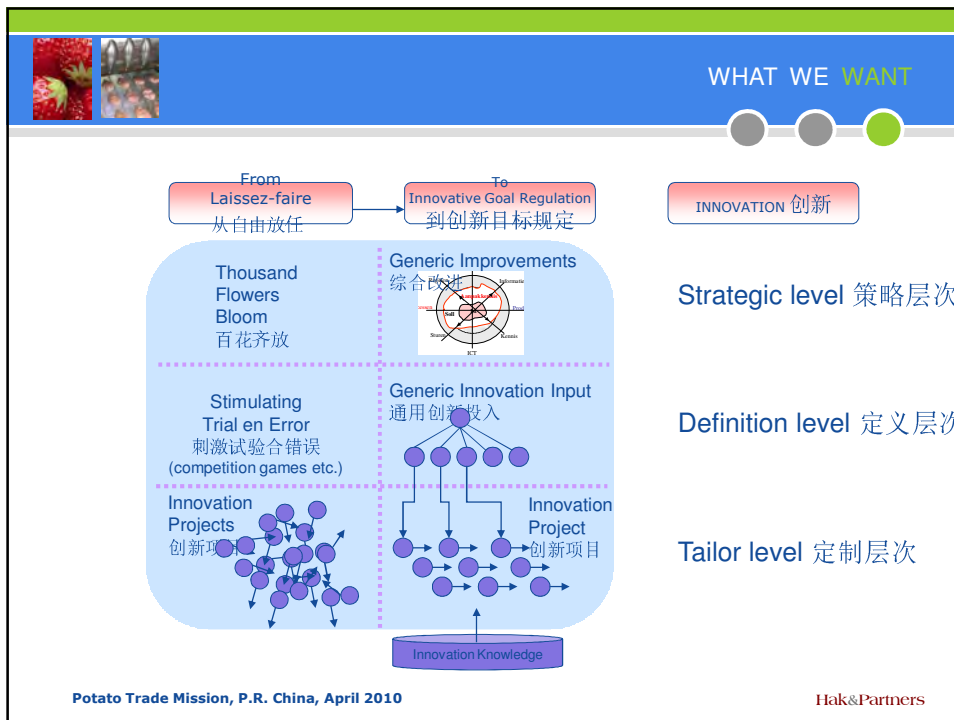 WHAT WE WANT
From
Laissez-faire
从自由放任
To
Innovative Goal Regulation
到创新目标规定
INNOVATION 创新
Thousand
Flowers
Bloom
百花齐放
Generic Improvements
综合改进
Informatie
Soll
Sturen
Kennis
ICT
Strategic level 策略层次
Stimulating
Trial en Error
刺激试验合错误
(competition games etc.)
Generic Innovation Input
通用创新投入
Definition level 定义层次
Innovation
Projects
创新项目
Innovation
Project
创新项目
Tailor level 定制层次
Innovation Knowledge
Potato Trade Mission, P.R. China, April 2010
Hak&Partners